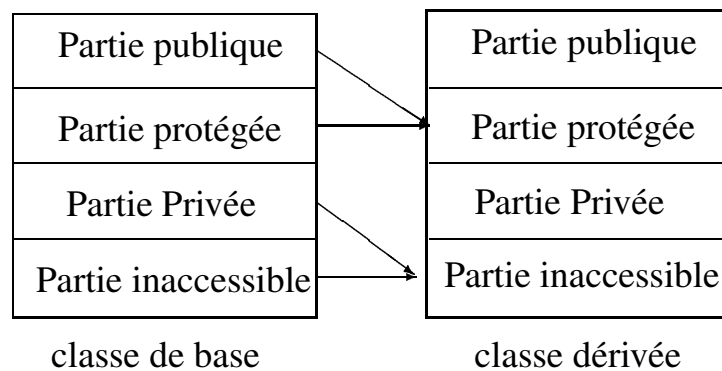 Partie publique
Partie protégée
Partie Privée
Partie inaccessible
classe de base
Partie publique
Partie protégée
Partie Privée
Partie inaccessible
classe dérivée